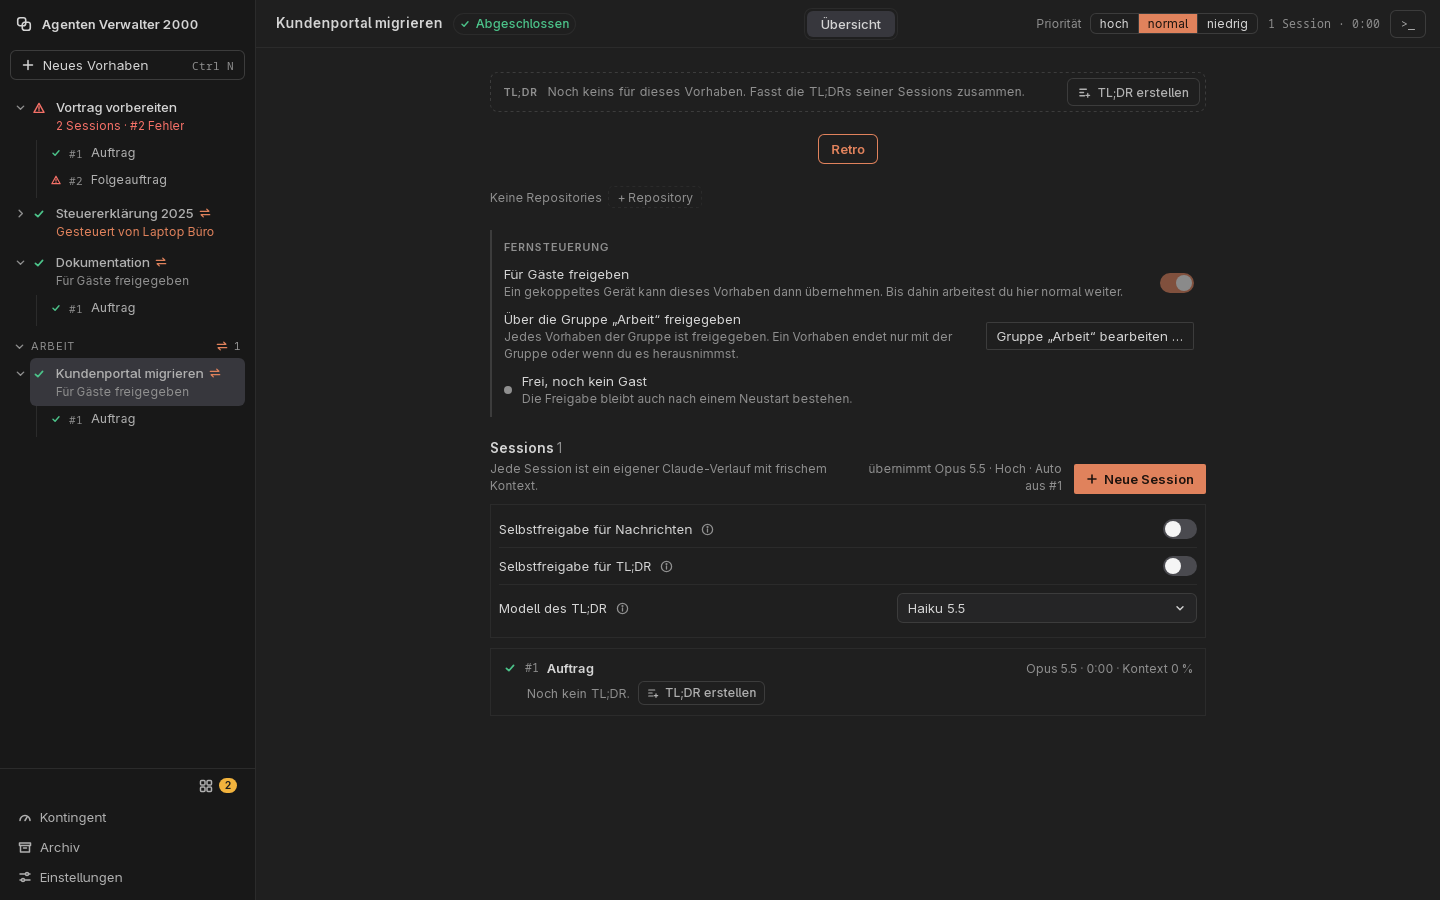 Agenten Verwalter 2000
Neues Vorhaben Ctrl N
Vortrag vorbereiten
2 Sessions · #2 Fehler
#1 Auftrag
#2 Folgeauftrag
Steuererklärung 2025
Gesteuert von Laptop Büro
Dokumentation
Für Gäste freigegeben
#1 Auftrag
ARBEIT 1
Kundenportal migrieren
Für Gäste freigegeben
#1 Auftrag
2
Kontingent
Archiv
Einstellungen
Kundenportal migrieren Abgeschlossen Übersicht Priorität hoch normal niedrig 1 Session · 0:00 >_
TL;DR Noch keins für dieses Vorhaben. Fasst die TL;DRs seiner Sessions zusammen. TL;DR erstellen
Retro
Keine Repositories + Repository
FERNSTEUERUNG
Für Gäste freigeben
Ein gekoppeltes Gerät kann dieses Vorhaben dann übernehmen. Bis dahin arbeitest du hier normal weiter.
Über die Gruppe „Arbeit“ freigegeben
Jedes Vorhaben der Gruppe ist freigegeben. Ein Vorhaben endet nur mit der
Gruppe oder wenn du es herausnimmst.
Gruppe „Arbeit“ bearbeiten ...
Frei, noch kein Gast
Die Freigabe bleibt auch nach einem Neustart bestehen.
Sessions 1
Jede Session ist ein eigener Claude-Verlauf mit frischem
Kontext.
übernimmt Opus 5.5 · Hoch · Auto
aus #1
Neue Session
Selbstfreigabe für Nachrichten
Selbstfreigabe für TL;DR
Modell des TL;DR Haiku 5.5
#1 Auftrag Opus 5.5 · 0:00 · Kontext 0 %
Noch kein TL;DR. TL;DR erstellen